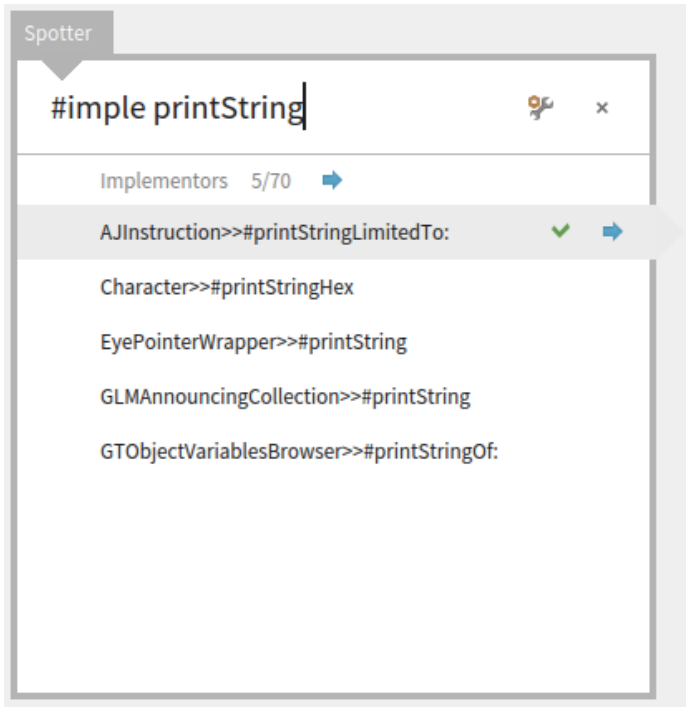 Spotter
#imple printString
Implementors 5/70
AJInstruction>>#printStringLimitedTo:
Character>>#printStringHex
EyePointerWrapper>>#printString
GLMAnnouncingCollection>>#printString
GTObjectVariablesBrowser>>#printStringOf: